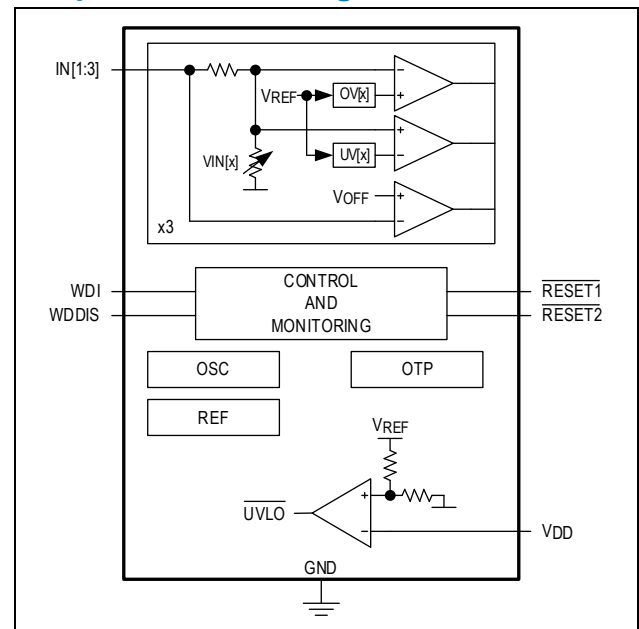 IN[1:3]
VREF
OV[x]
−
+
VIN[x]
UV[x]
+
−
VOFF
+
−
x3
WDI
WDDIS
CONTROL
AND
MONITORING
RESET1
RESET2
OSC
OTP
REF
VREF
UVLO
+
−
VDD
GND